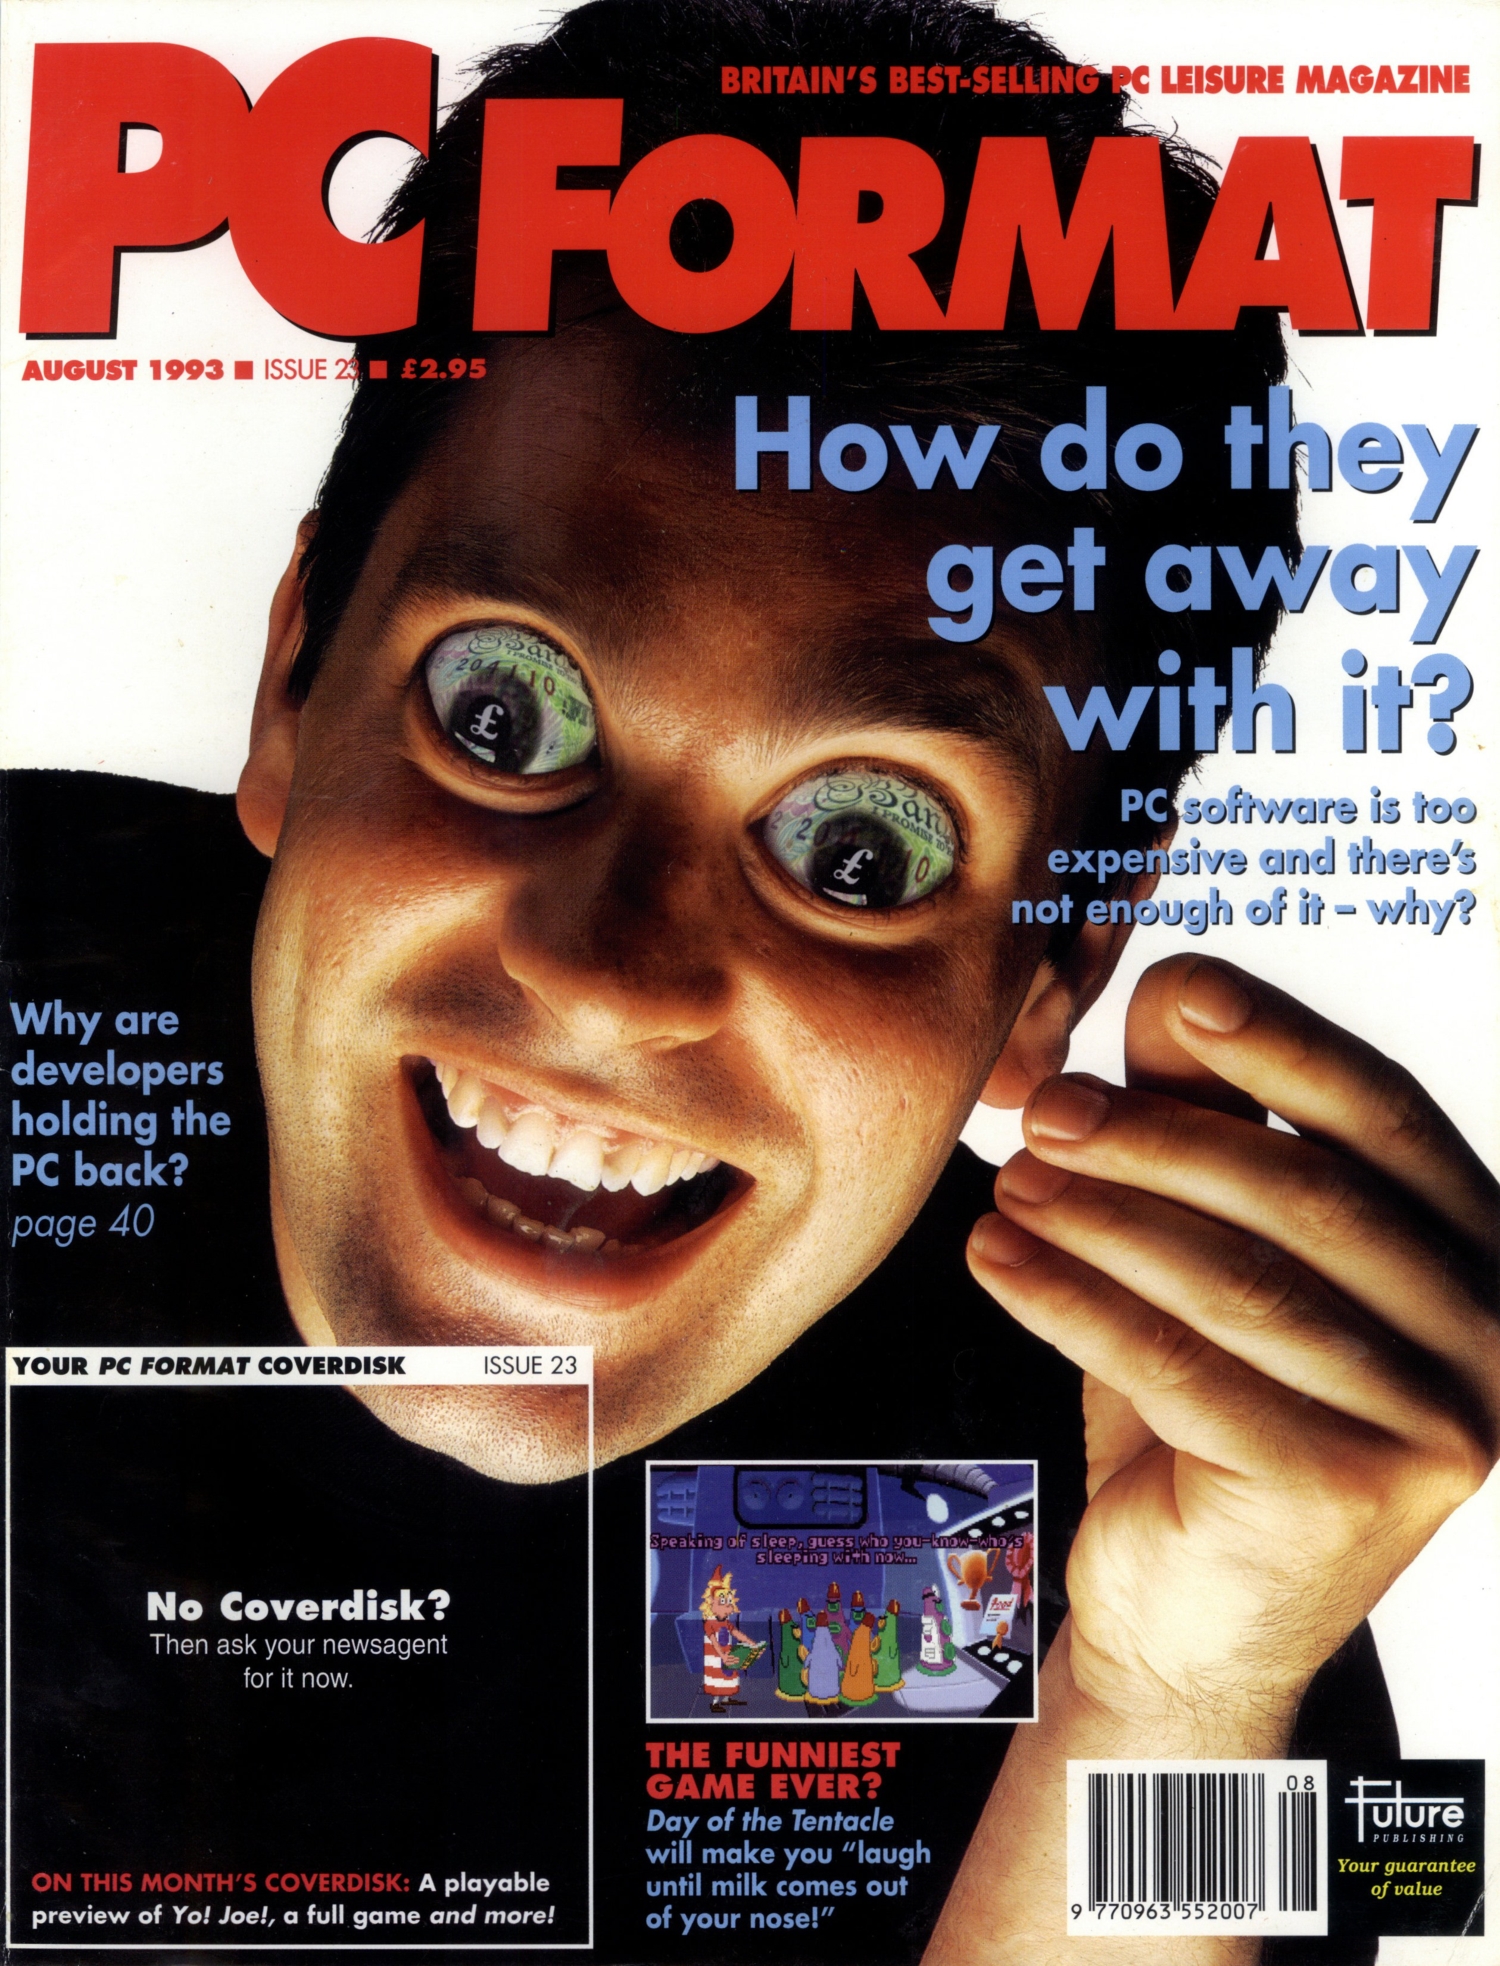 BRITAIN'S BEST-SELLING PC LEISURE MAGAZINE
PC FORMAT
AUGUST 1993 ■ ISSUE 23 ■ £2.95
How do they
get away
with it?
PC software is too
expensive and there's
not enough of it – why?
Why are
developers
holding the
PC back?
page 40
YOUR PC FORMAT COVERDISK ISSUE 23
No Coverdisk?
Then ask your newsagent
for it now.
ON THIS MONTH'S COVERDISK: A playable
preview of Yo! Joe!, a full game and more!
Speaking of sleep, guess who you-know-who's
sleeping with now...
THE FUNNIEST
GAME EVER?
Day of the Tentacle
will make you “laugh
until milk comes out
of your nose!”
08
9 770963 552007
Future
PUBLISHING
Your guarantee
of value
£
£